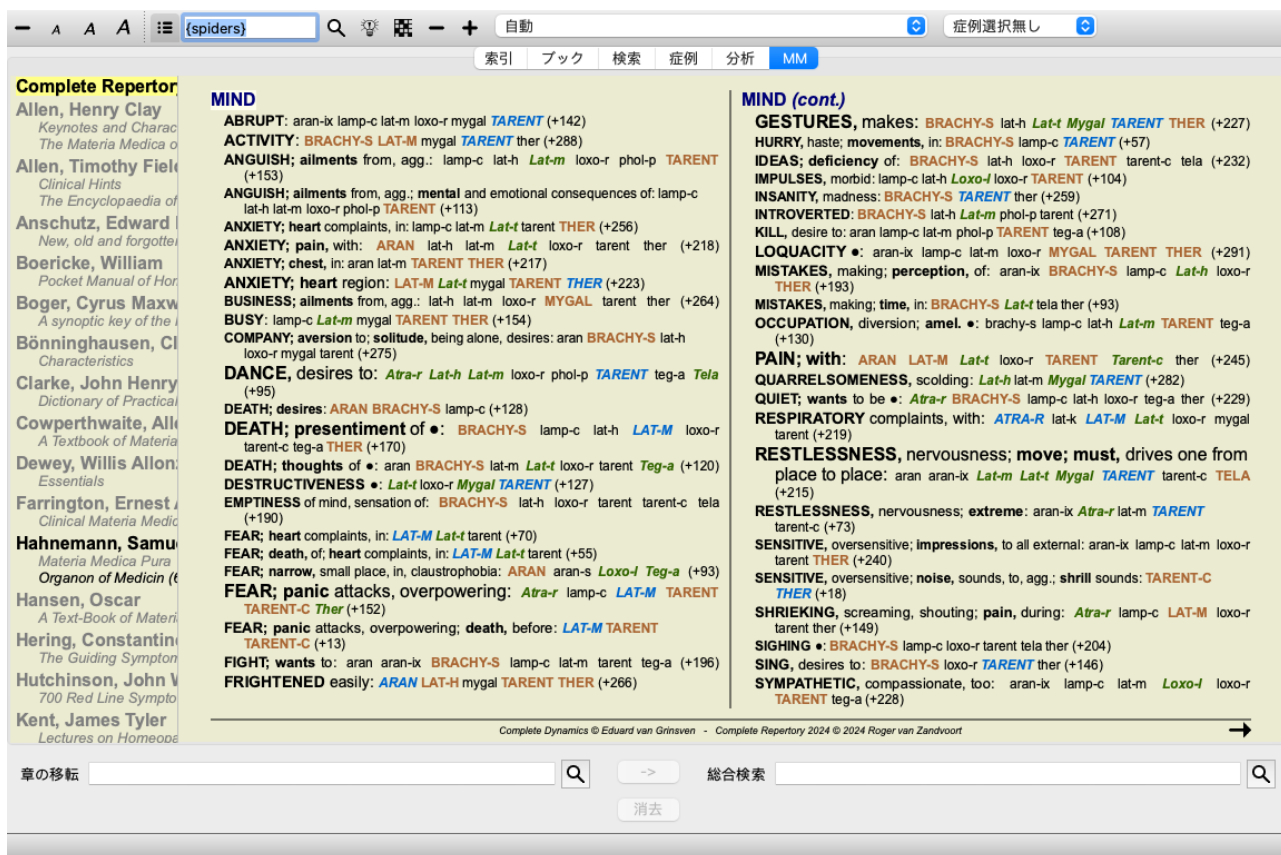 A A A {spiders} 自動 症例選択無し
索引 ブック 検索 症例 分析 MM
Complete Repertor
Allen, Henry Clay
Keynotes and Charac
The Materia Medica o
Allen, Timothy Field
Clinical Hints
The Encyclopaedia of
Anschutz, Edward
New, old and forgotte
Boericke, William
Pocket Manual of Hom
Boger, Cyrus Maxw
A synoptic key of the
Bönninghausen, Cl
Characteristics
Clarke, John Henry
Dictionary of Practical
Cowperthwaite, Alle
A Textbook of Materia
Dewey, Willis Allon
Essentials
Farrington, Ernest
Clinical Materia Medic
Hahnemann, Samu
Materia Medica Pura
Organon of Medicin (6
Hansen, Oscar
A Text-Book of Materi
Hering, Constantin
The Guiding Symptom
Hutchinson, John W
700 Red Line Sympto
Kent, James Tyler
Lectures on Homeopa
MIND
ABRUPT: aran-ix lamp-c lat-m loxo-r mygal TARENT (+142)
ACTIVITY: BRACHY-S LAT-M mygal TARENT ther (+288)
ANGUISH; ailments from, agg.: lamp-c lat-h Lat-m loxo-r phol-p TARENT
(+153)
ANGUISH; ailments from, agg.; mental and emotional consequences of: lamp-c
lat-h lat-m loxo-r phol-p TARENT (+113)
ANXIETY; heart complaints, in: lamp-c lat-m Lat-t tarent THER (+256)
ANXIETY; pain, with: ARAN lat-h lat-m Lat-t loxo-r tarent ther (+218)
ANXIETY; chest, in: aran lat-m TARENT THER (+217)
ANXIETY; heart region: LAT-M Lat-t mygal TARENT THER (+223)
BUSINESS; ailments from, agg.: lat-h lat-m loxo-r MYGAL tarent ther (+264)
BUSY: lamp-c Lat-m mygal TARENT THER (+154)
COMPANY; aversion to; solitude, being alone, desires: aran BRACHY-S lat-h
loxo-r mygal tarent (+275)
DANCE, desires to: Atra-r Lat-h Lat-m loxo-r phol-p TARENT teg-a Tela
(+95)
DEATH; desires: ARAN BRACHY-S lamp-c (+128)
DEATH; presentiment of ●: BRACHY-S lamp-c lat-h LAT-M loxo-r
tarent-c teg-a THER (+170)
DEATH; thoughts of ●: aran BRACHY-S lat-m Lat-t loxo-r tarent Teg-a (+120)
DESTRUCTIVENESS ●: Lat-t loxo-r Mygal TARENT (+127)
EMPTINESS of mind, sensation of: BRACHY-S lat-h loxo-r tarent tarent-c tela
(+190)
FEAR; heart complaints, in: LAT-M Lat-t tarent (+70)
FEAR; death, of; heart complaints, in: LAT-M Lat-t tarent (+55)
FEAR; narrow, small place, in, claustrophobia: ARAN aran-s Loxo-l Teg-a (+93)
FEAR; panic attacks, overpowering: Atra-r lamp-c LAT-M TARENT
TARENT-C Ther (+152)
FEAR; panic attacks, overpowering; death, before: LAT-M TARENT
TARENT-C (+13)
FIGHT; wants to: aran aran-ix BRACHY-S lamp-c lat-m tarent teg-a (+196)
FRIGHTENED easily: ARAN LAT-H mygal TARENT THER (+266)
MIND (cont.)
GESTURES, makes: BRACHY-S lat-h Lat-t Mygal TARENT THER (+227)
HURRY, haste; movements, in: BRACHY-S lamp-c TARENT (+57)
IDEAS; deficiency of: BRACHY-S lat-h loxo-r TARENT tarent-c tela (+232)
IMPULSES, morbid: lamp-c lat-h Loxo-l loxo-r TARENT (+104)
INSANITY, madness: BRACHY-S TARENT ther (+259)
INTROVERTED: BRACHY-S lat-h Lat-m phol-p tarent (+271)
KILL, desire to: aran lamp-c lat-m phol-p TARENT teg-a (+108)
LOQUACITY ●: aran-ix lamp-c lat-m loxo-r MYGAL TARENT THER (+291)
MISTAKES, making; perception, of: aran-ix BRACHY-S lamp-c Lat-h loxo-r
THER (+193)
MISTAKES, making; time, in: BRACHY-S Lat-t tela ther (+93)
OCCUPATION, diversion; amel. ●: brachy-s lamp-c lat-h Lat-m TARENT teg-a
(+130)
PAIN; with: ARAN LAT-M Lat-t loxo-r TARENT Tarent-c ther (+245)
QUARRELSOMENESS, scolding: Lat-h lat-m Mygal TARENT (+282)
QUIET; wants to be ●: Atra-r BRACHY-S lamp-c lat-h loxo-r teg-a ther (+229)
RESPIRATORY complaints, with: ATRA-R lat-k LAT-M Lat-t loxo-r mygal
tarent (+219)
RESTLESSNESS, nervousness; move; must, drives one from
place to place: aran aran-ix Lat-m Lat-t Mygal TARENT tarent-c TELA
(+215)
RESTLESSNESS, nervousness; extreme: aran-ix Atra-r lat-m TARENT
tarent-c (+73)
SENSITIVE, oversensitive; impressions, to all external: aran-ix lamp-c lat-m loxo-r
tarent THER (+240)
SENSITIVE, oversensitive; noise, sounds, to, agg.; shrill sounds: TARENT-C
THER (+18)
SHRIEKING, screaming, shouting; pain, during: Atra-r lamp-c LAT-M loxo-r
tarent ther (+149)
SIGHING ●: BRACHY-S lamp-c loxo-r tarent tela ther (+204)
SING, desires to: BRACHY-S loxo-r TARENT ther (+146)
SYMPATHETIC, compassionate, too: aran-ix lamp-c lat-m Loxo-l loxo-r
TARENT teg-a (+228)
Complete Dynamics © Eduard van Grinsven - Complete Repertory 2024 © 2024 Roger van Zandvoort
章の移転 -> 総合検索
消去